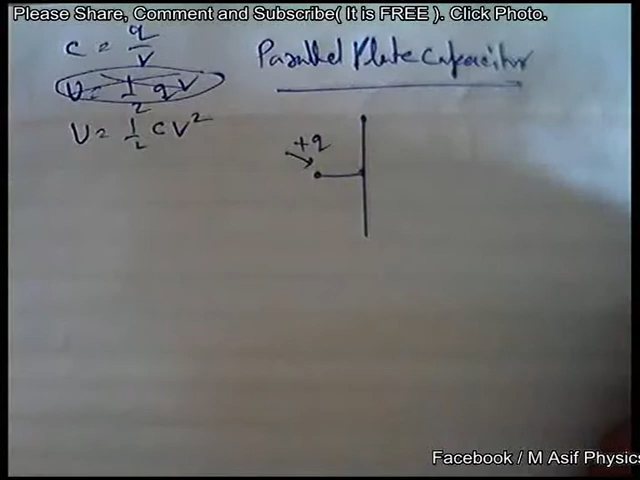 Please Share, Comment and Subscribe( It is FREE ). Click Photo.
C = q/V
Parallel Plate Capacitor
U = 1/2 qV
U = 1/2 CV²
+q
Facebook / M Asif Physics